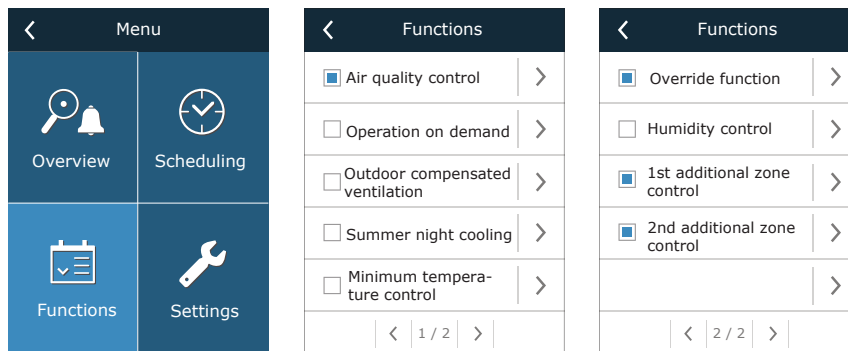 Menu
Overview
Scheduling
Functions
Settings
Functions
Air quality control
Operation on demand
Outdoor compensated
ventilation
Summer night cooling
Minimum tempera-
ture control
1 / 2
Functions
Override function
Humidity control
1st additional zone
control
2nd additional zone
control
2 / 2